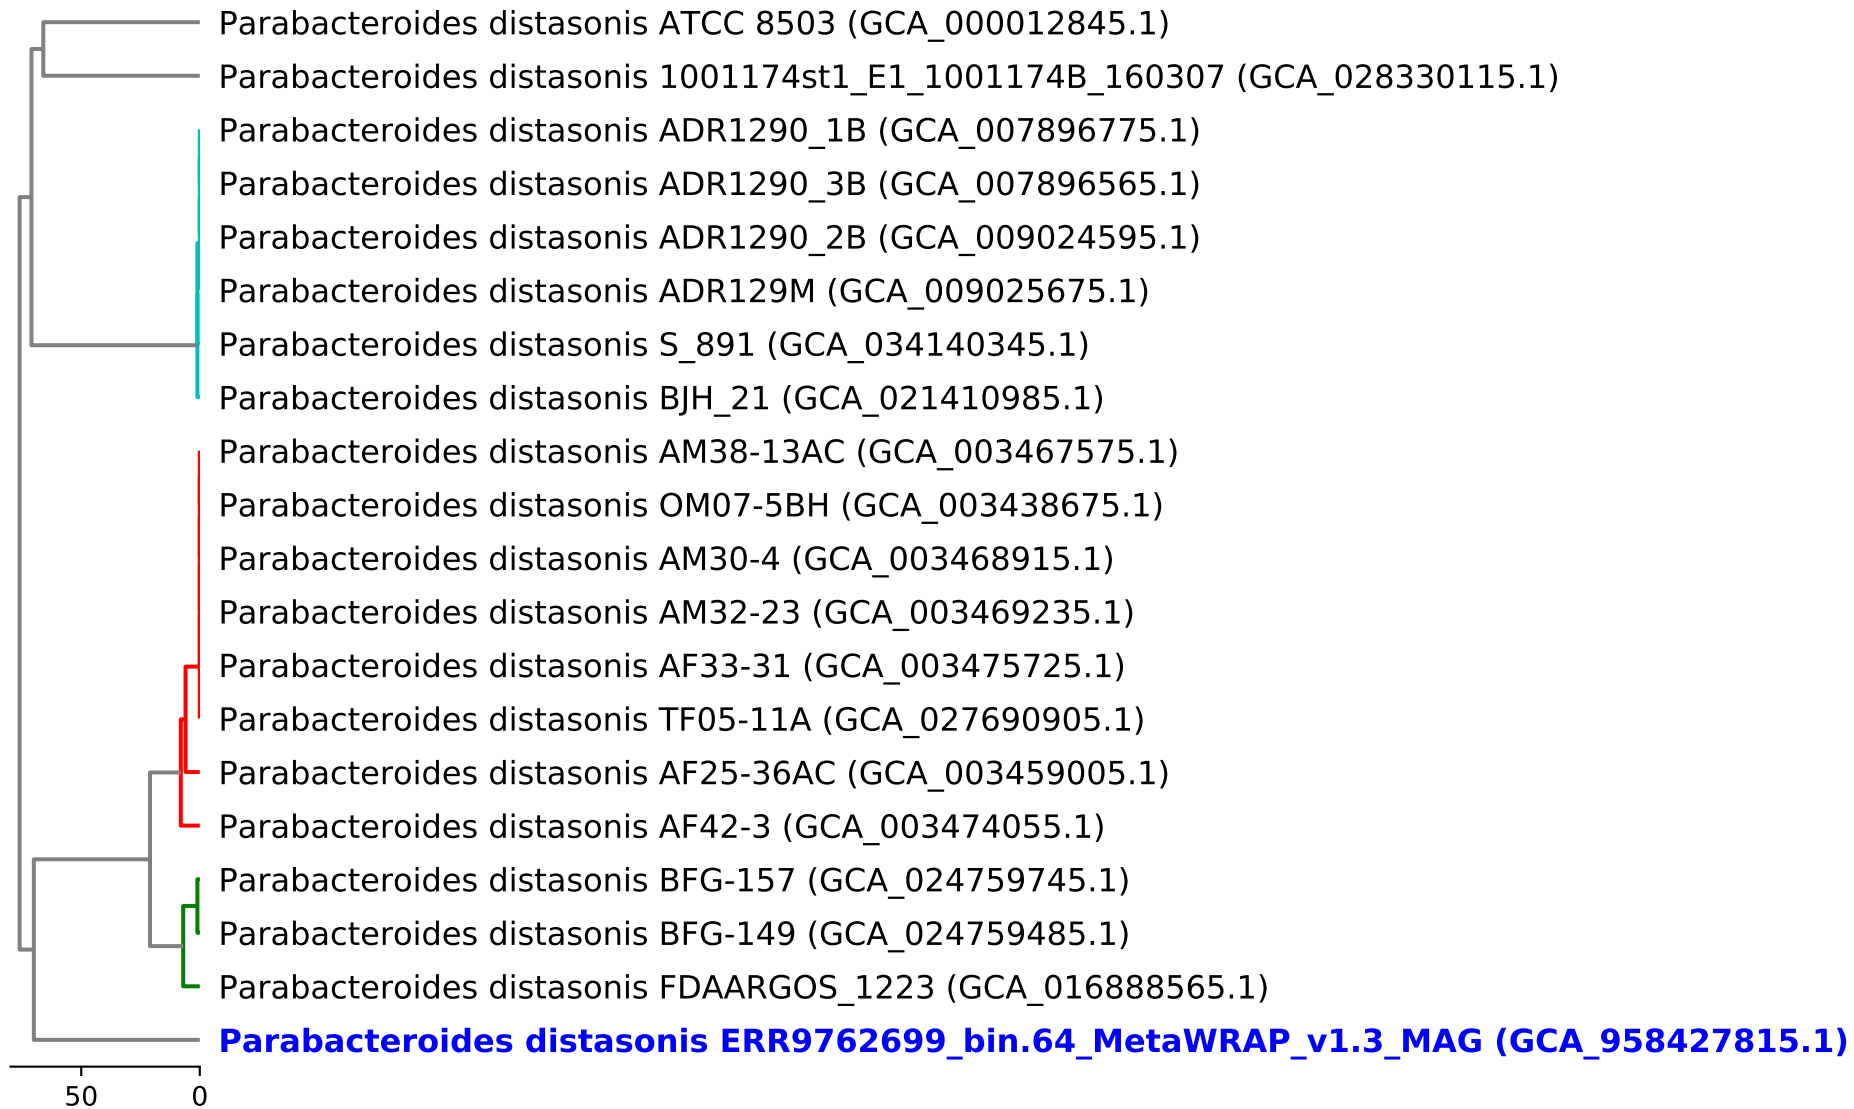 Parabacteroides distasonis ATCC 8503 (GCA_000012845.1)
Parabacteroides distasonis 1001174st1_E1_1001174B_160307 (GCA_028330115.1)
Parabacteroides distasonis ADR1290_1B (GCA_007896775.1)
Parabacteroides distasonis ADR1290_3B (GCA_007896565.1)
Parabacteroides distasonis ADR1290_2B (GCA_009024595.1)
Parabacteroides distasonis ADR129M (GCA_009025675.1)
Parabacteroides distasonis S_891 (GCA_034140345.1)
Parabacteroides distasonis BJH_21 (GCA_021410985.1)
Parabacteroides distasonis AM38-13AC (GCA_003467575.1)
Parabacteroides distasonis OM07-5BH (GCA_003438675.1)
Parabacteroides distasonis AM30-4 (GCA_003468915.1)
Parabacteroides distasonis AM32-23 (GCA_003469235.1)
Parabacteroides distasonis AF33-31 (GCA_003475725.1)
Parabacteroides distasonis TF05-11A (GCA_027690905.1)
Parabacteroides distasonis AF25-36AC (GCA_003459005.1)
Parabacteroides distasonis AF42-3 (GCA_003474055.1)
Parabacteroides distasonis BFG-157 (GCA_024759745.1)
Parabacteroides distasonis BFG-149 (GCA_024759485.1)
Parabacteroides distasonis FDAARGOS_1223 (GCA_016888565.1)
Parabacteroides distasonis ERR9762699_bin.64_MetaWRAP_v1.3_MAG (GCA_958427815.1)
50 0